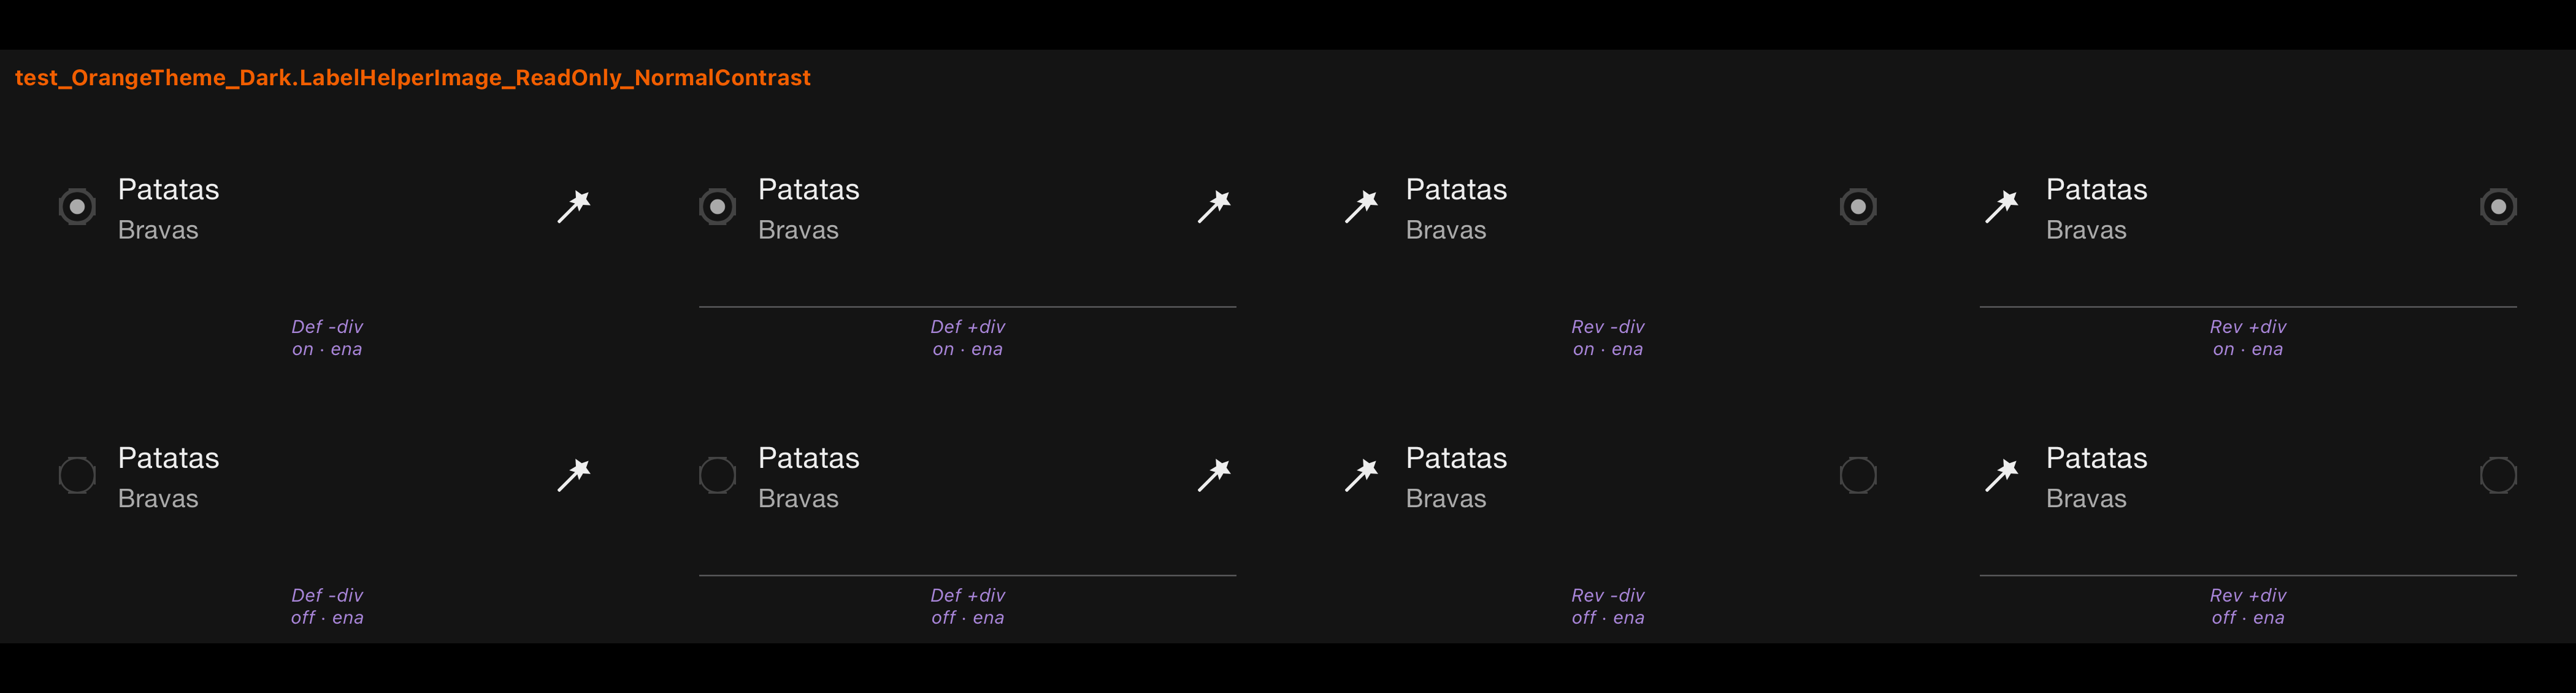 test_OrangeTheme_Dark.LabelHelperImage_ReadOnly_NormalContrast
Patatas
Bravas
Def -div
on · ena
Patatas
Bravas
Def +div
on · ena
Patatas
Bravas
Rev -div
on · ena
Patatas
Bravas
Rev +div
on · ena
Patatas
Bravas
Def -div
off · ena
Patatas
Bravas
Def +div
off · ena
Patatas
Bravas
Rev -div
off · ena
Patatas
Bravas
Rev +div
off · ena